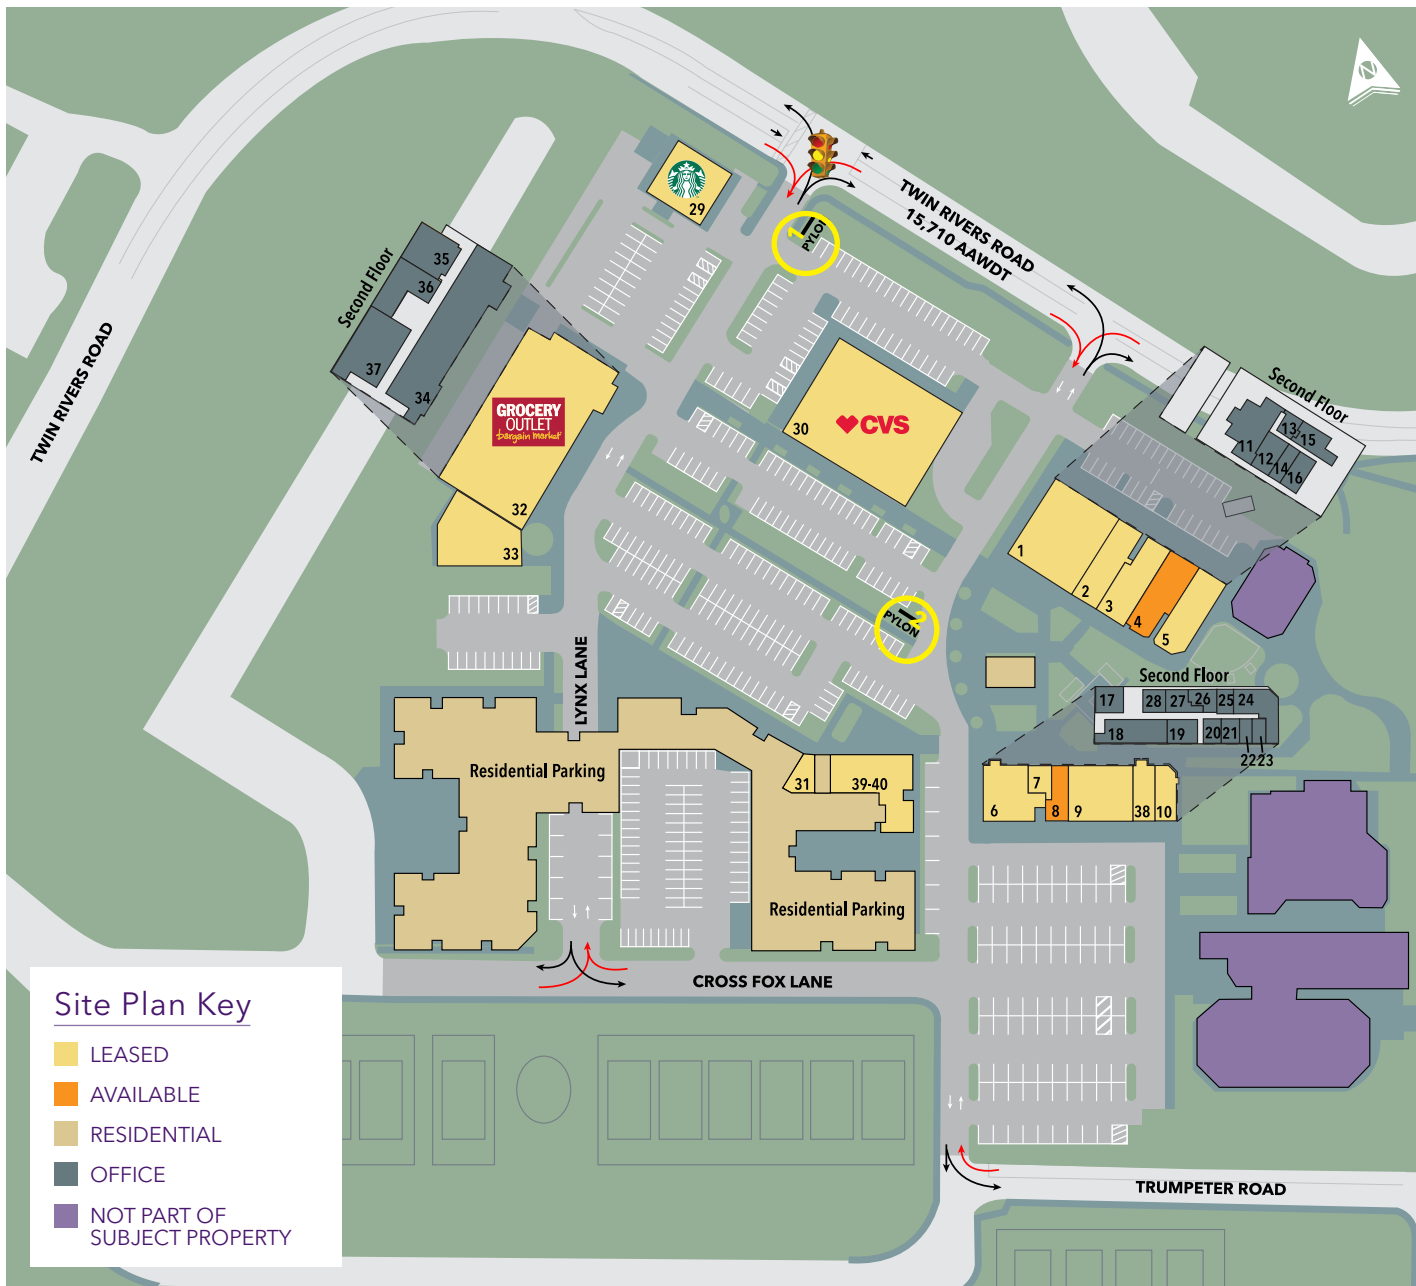 N
TWIN RIVERS ROAD
15,710 AAWDT
TWIN RIVERS ROAD
29
1
PYLON
Second Floor
35
36
37
34
GROCERY
OUTLET
bargain market
32
33
30
CVS
Second Floor
13
15
11
12
14
16
1
2
3
4
5
2
PYLON
LYNX LANE
Second Floor
17
28
27
26
25
24
18
19
20
21
22
23
Residential Parking
31
39-40
6
7
8
9
38
10
Residential Parking
CROSS FOX LANE
TRUMPETER ROAD
Site Plan Key
LEASED
AVAILABLE
RESIDENTIAL
OFFICE
NOT PART OF
SUBJECT PROPERTY